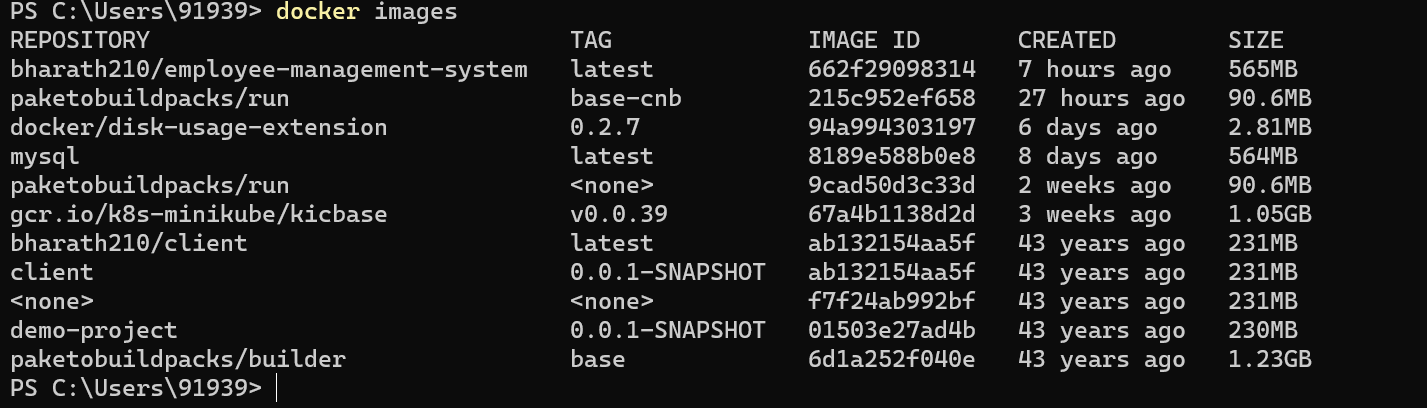 PS C:\Users\91939> docker images
REPOSITORY TAG IMAGE ID CREATED SIZE
bharath210/employee-management-system latest 662f29098314 7 hours ago 565MB
paketobuildpacks/run base-cnb 215c952ef658 27 hours ago 90.6MB
docker/disk-usage-extension 0.2.7 94a994303197 6 days ago 2.81MB
mysql latest 8189e588b0e8 8 days ago 564MB
paketobuildpacks/run <none> 9cad50d3c33d 2 weeks ago 90.6MB
gcr.io/k8s-minikube/kicbase v0.0.39 67a4b1138d2d 3 weeks ago 1.05GB
bharath210/client latest ab132154aa5f 43 years ago 231MB
client 0.0.1-SNAPSHOT ab132154aa5f 43 years ago 231MB
<none> <none> f7f24ab992bf 43 years ago 231MB
demo-project 0.0.1-SNAPSHOT 01503e27ad4b 43 years ago 230MB
paketobuildpacks/builder base 6d1a252f040e 43 years ago 1.23GB
PS C:\Users\91939>